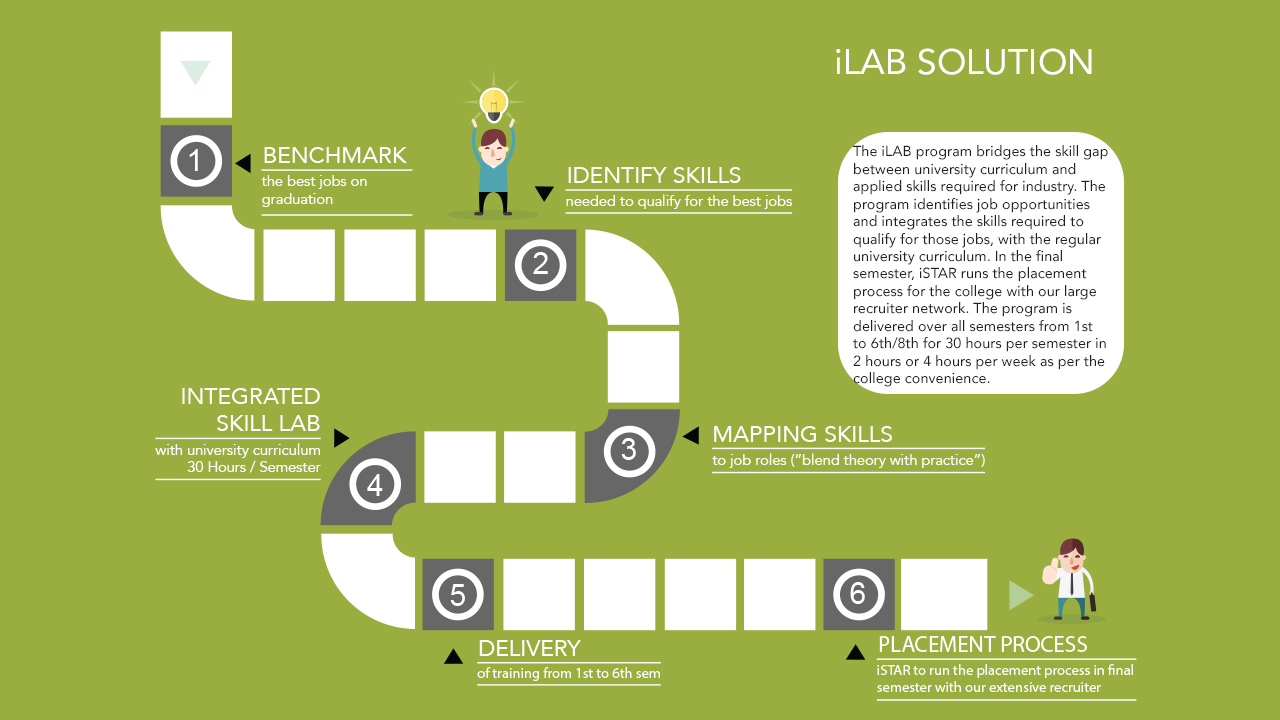 iLAB SOLUTION
1
BENCHMARK
the best jobs on
graduation
IDENTIFY SKILLS
needed to qualify for the best jobs
2
The iLAB program bridges the skill gap
between university curriculum and
applied skills required for industry. The
program identifies job opportunities
and integrates the skills required to
qualify for those jobs, with the regular
university curriculum. In the final
semester, iSTAR runs the placement
process for the college with our large
recruiter network. The program is
delivered over all semesters from 1st
to 6th/8th for 30 hours per semester in
2 hours or 4 hours per week as per the
college convenience.
3
MAPPING SKILLS
to job roles ("blend theory with practice")
INTEGRATED
SKILL LAB
with university curriculum
30 Hours / Semester
4
5
DELIVERY
of training from 1st to 6th sem
6
PLACEMENT PROCESS
iSTAR to run the placement process in final
semester with our extensive recruiter